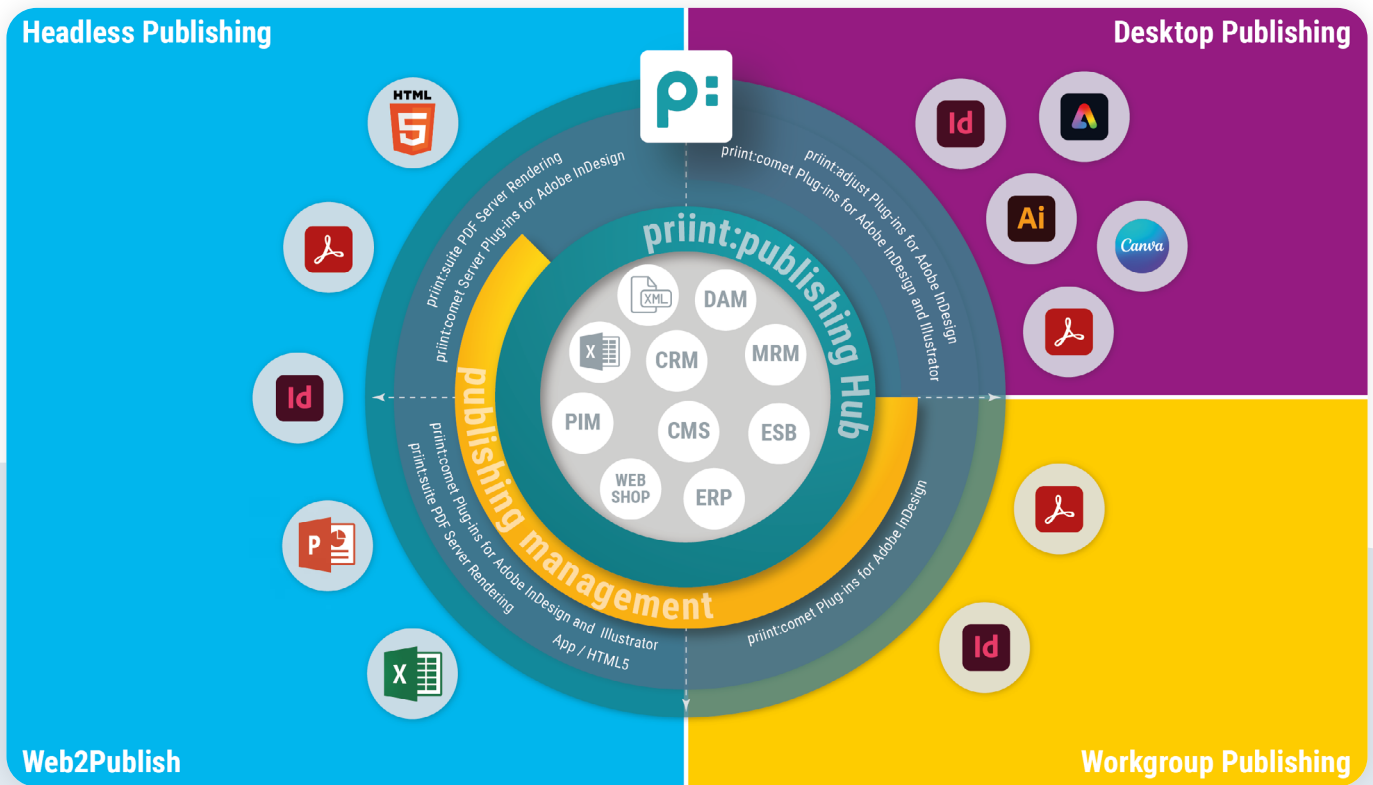 Headless Publishing
Desktop Publishing
HTML
5
p:
Id
Ai
Canva
Id
P
X
Id
priint:suite PDF Server Rendering
priint:comet Server Plug-ins for Adobe InDesign
priint:adjust Plug-ins for Adobe InDesign
priint:comet Plug-ins for Adobe InDesign and Illustrator
priint:publishing Hub
XML
DAM
X
CRM
MRM
PIM
CMS
ESB
WEB
SHOP
ERP
publishing management
priint:comet Plug-ins for Adobe InDesign and Illustrator
priint:suite PDF Server Rendering
App / HTML5
priint:comet Plug-ins for Adobe InDesign
Web2Publish
Workgroup Publishing